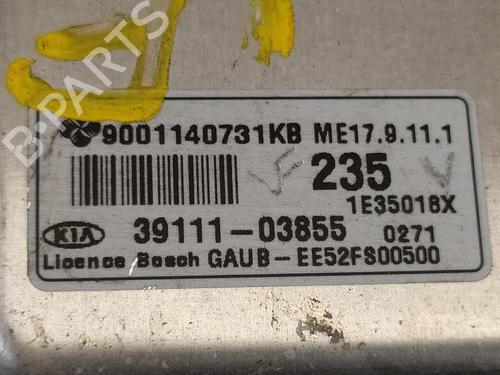 B-PARTS
9001140731KB ME17.9.11.1
235
1E35018X
KIA 39111-03855 0271
Licence Bosch GAUB-EE52FS00500